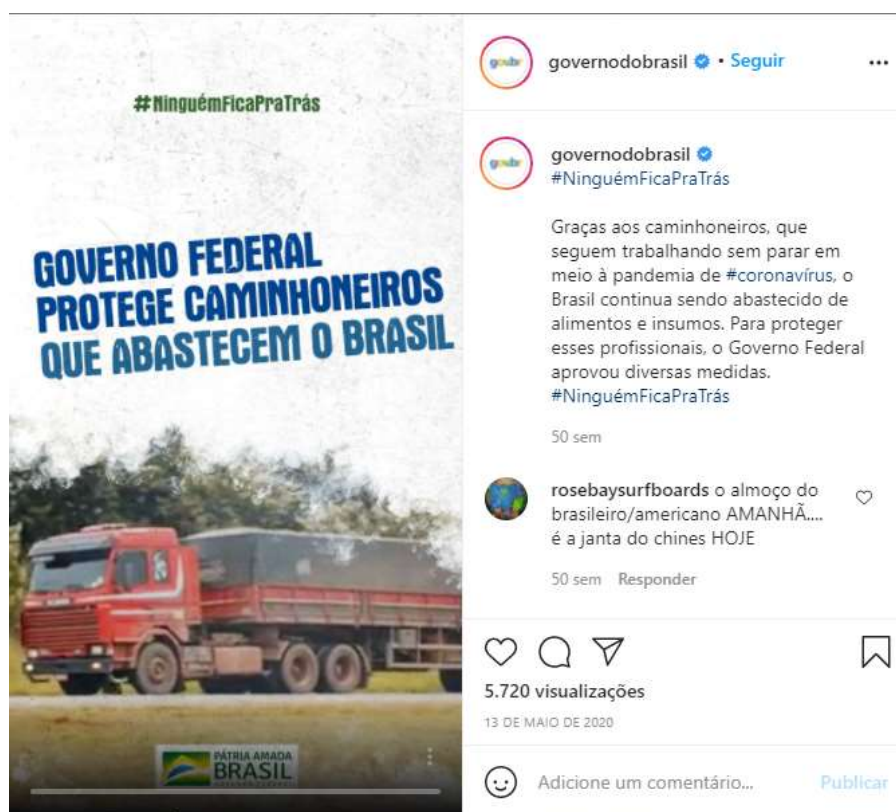 #NinguémFicaPraTrás
GOVERNO FEDERAL
PROTEGE CAMINHONEIROS
QUE ABASTECEM O BRASIL
PÁTRIA AMADA
BRASIL
gov.br
governodobrasil • Seguir
gov.br
governodobrasil
#NinguémFicaPraTrás
Graças aos caminhoneiros, que
seguem trabalhando sem parar em
meio à pandemia de #coronavírus, o
Brasil continua sendo abastecido de
alimentos e insumos. Para proteger
esses profissionais, o Governo Federal
aprovou diversas medidas.
#NinguémFicaPraTrás
50 sem
rosebaysurfboards o almoço do
brasileiro/americano AMANHÃ....
é a janta do chines HOJE
50 sem Responder
5.720 visualizações
13 DE MAIO DE 2020
Adicione um comentário... Publicar